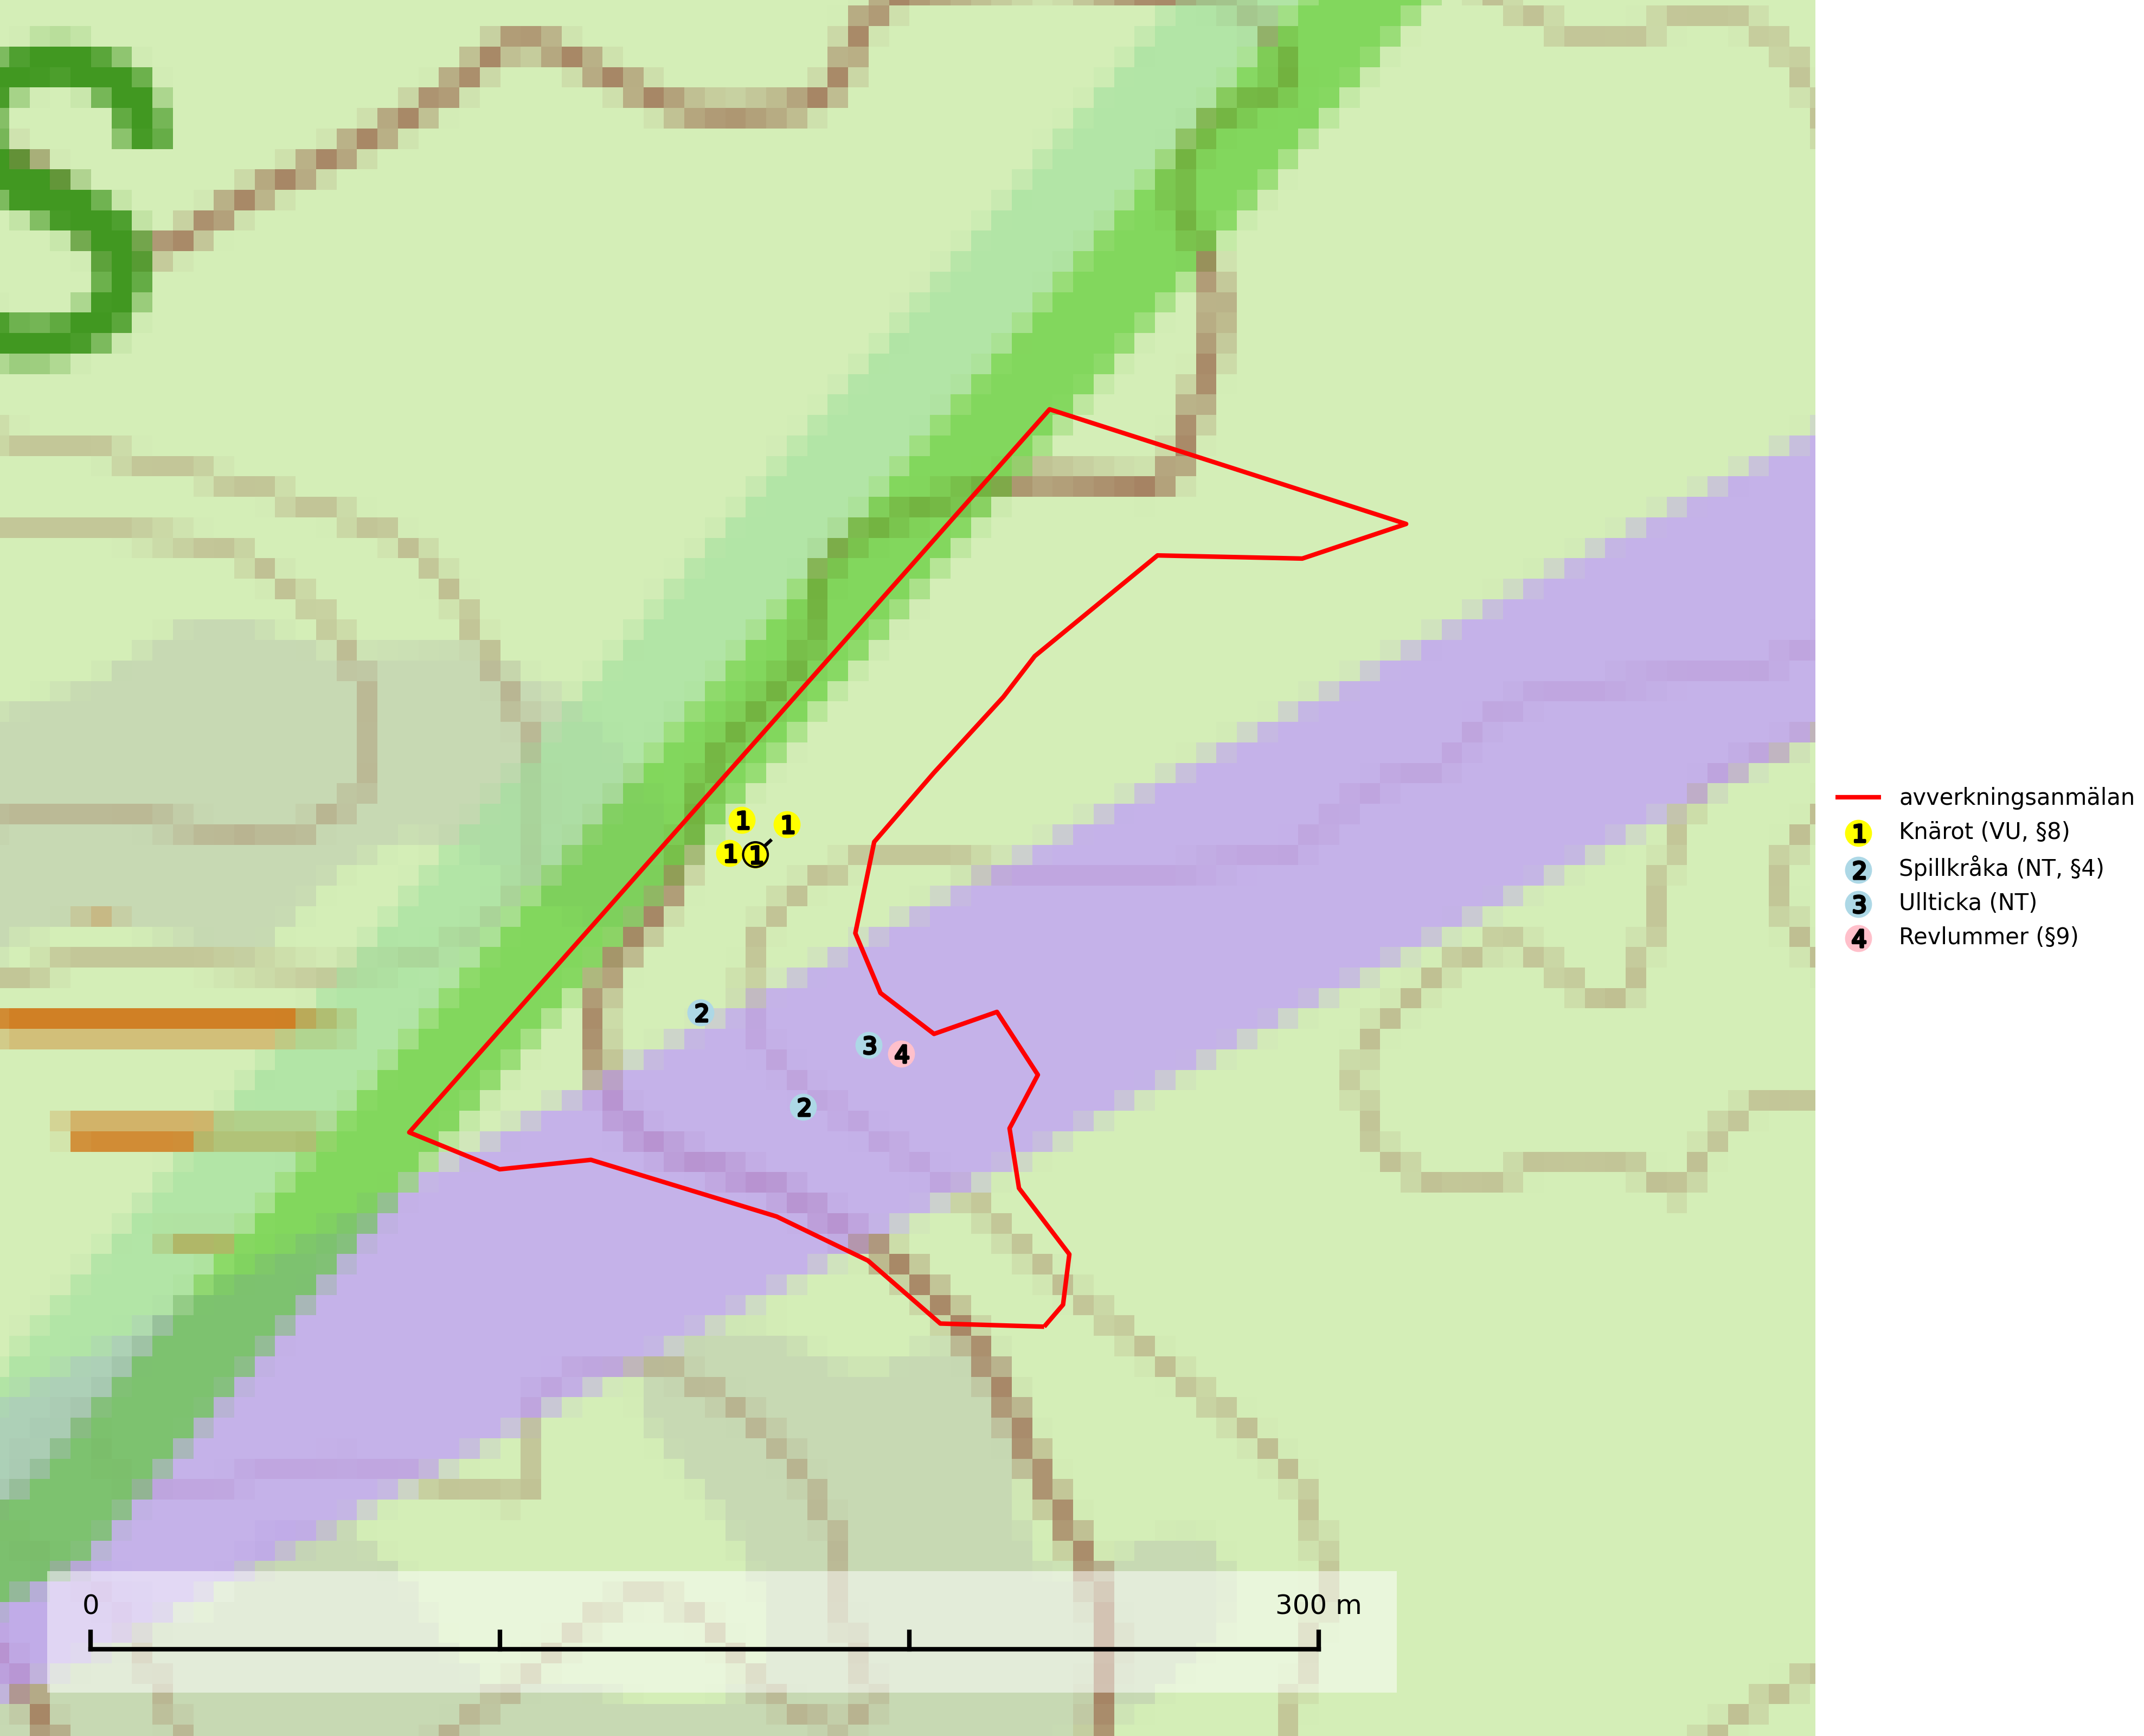 1
1
1
1
2
3
4
2
avverkningsanmälan
1 Knärot (VU, §8)
2 Spillkråka (NT, §4)
3 Ullticka (NT)
4 Revlummer (§9)
0 300 m